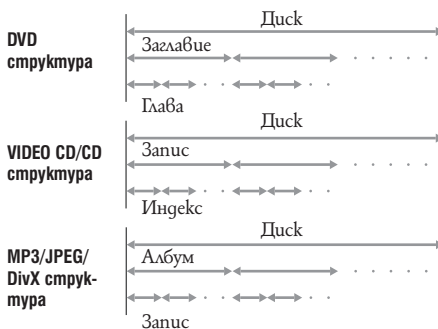 Диск
DVD
структура
Заглавие
Глава
Диск
VIDEO CD/CD
структура
Запис
Индекс
Диск
MP3/JPEG/
DivX струк-
тура
Албум
Запис